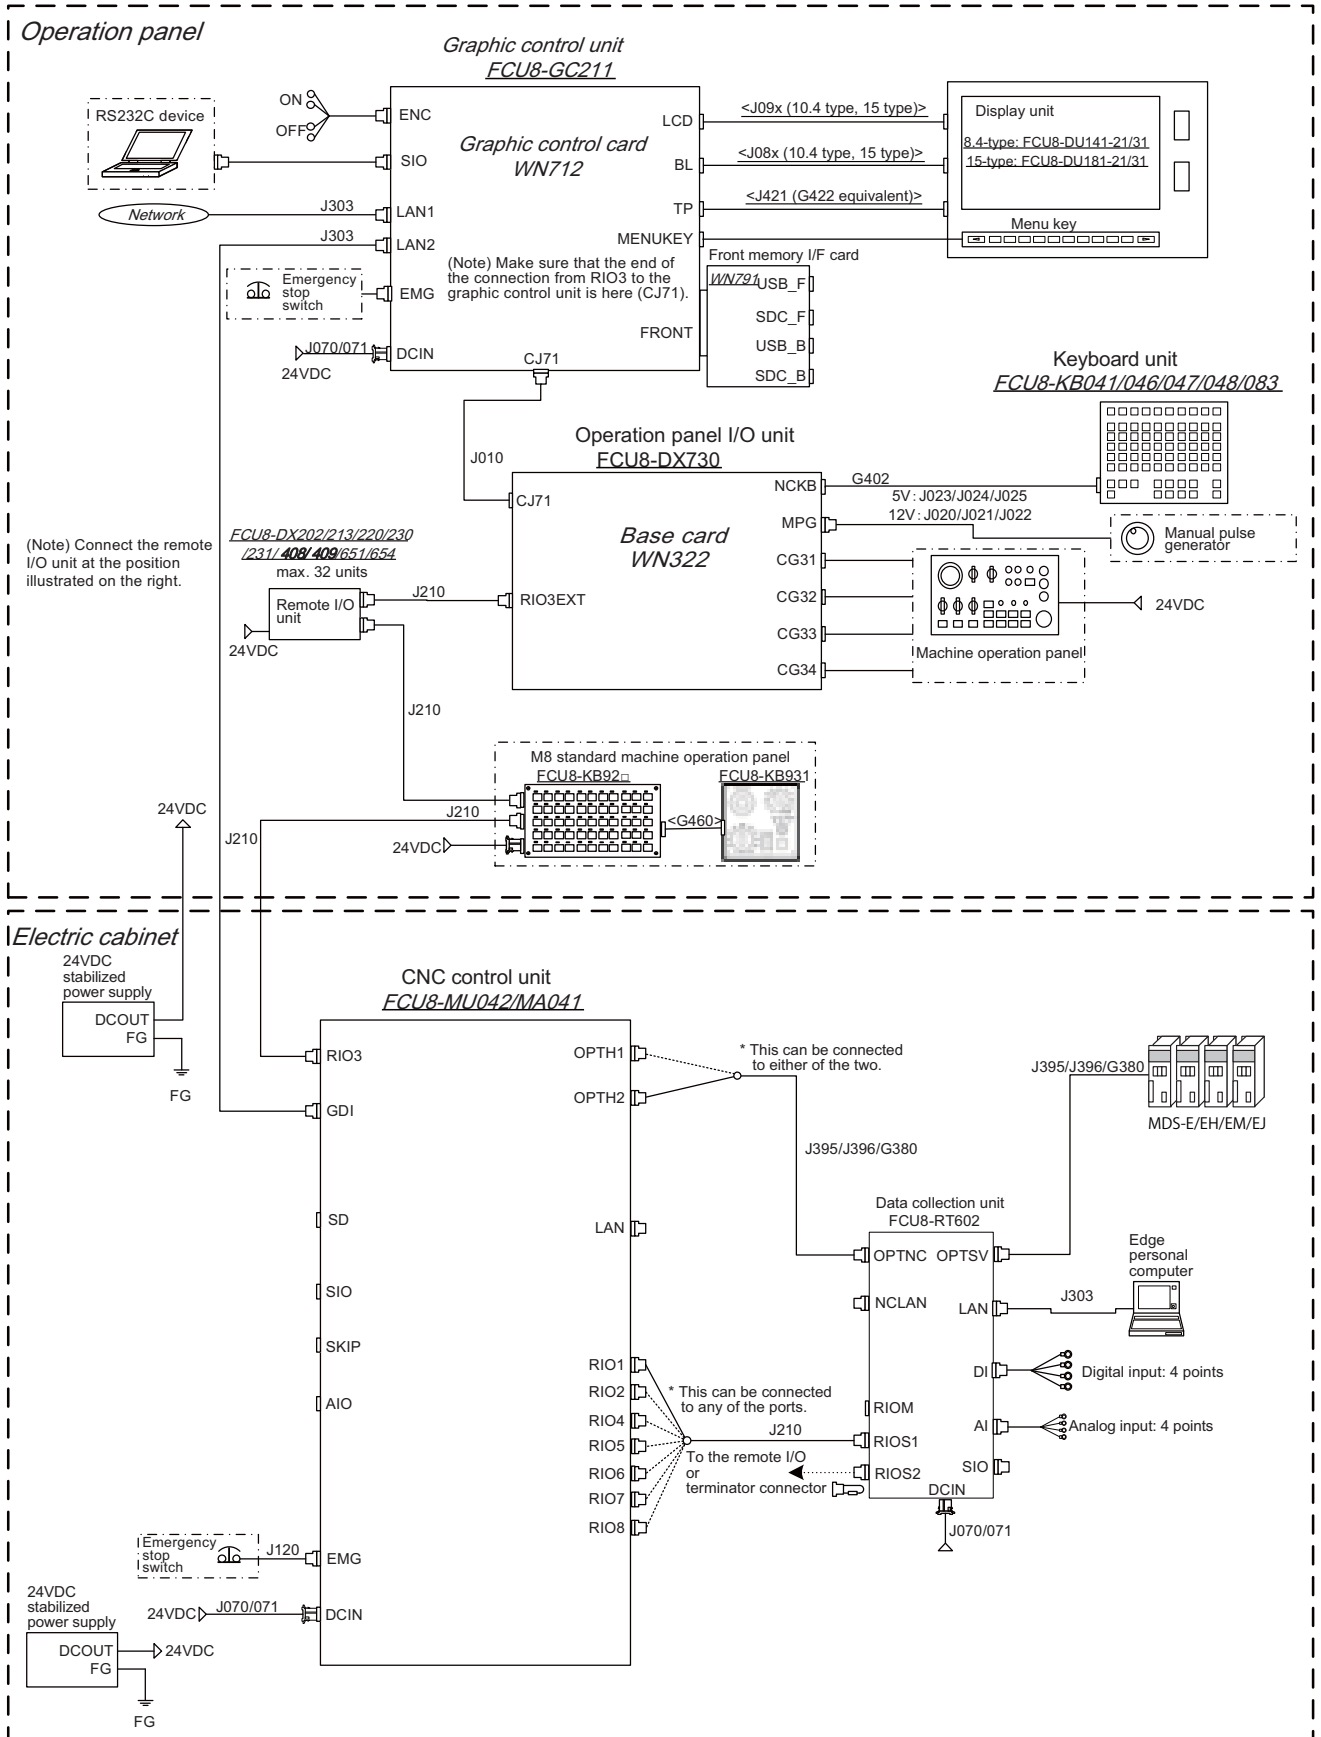 Operation panel
Graphic control unit
FCU8-GC211
RS232C device
ON
OFF
ENC
SIO
Graphic control card
WN712
LCD
BL
TP
MENUKEY
<J09x (10.4 type, 15 type)>
<J08x (10.4 type, 15 type)>
<J421 (G422 equivalent)>
Display unit
8.4-type: FCU8-DU141-21/31
15-type: FCU8-DU181-21/31
Menu key
Network
J303
LAN1
J303
LAN2
Emergency
stop
switch
EMG
(Note) Make sure that the end of
the connection from RIO3 to the
graphic control unit is here (CJ71).
Front memory I/F card
WN791
USB_F
SDC_F
USB_B
SDC_B
FRONT
J070/071
DCIN
24VDC
CJ71
Keyboard unit
FCU8-KB041/046/047/048/083
Operation panel I/O unit
FCU8-DX730
J010
CJ71
Base card
WN322
NCKB
G402
5V : J023/J024/J025
MPG
12V : J020/J021/J022
Manual pulse
generator
CG31
CG32
CG33
CG34
24VDC
Machine operation panel
(Note) Connect the remote
I/O unit at the position
illustrated on the right.
FCU8-DX202/213/220/230
/231/ 408/ 409/651/654
max. 32 units
Remote I/O
unit
J210
RIO3EXT
24VDC
J210
M8 standard machine operation panel
FCU8-KB92□
FCU8-KB931
J210
<G460>
24VDC
24VDC
J210
Electric cabinet
24VDC
stabilized
power supply
DCOUT
FG
FG
CNC control unit
FCU8-MU042/MA041
RIO3
GDI
SD
SIO
SKIP
AIO
OPTH1
OPTH2
LAN
RIO1
RIO2
RIO4
RIO5
RIO6
RIO7
RIO8
* This can be connected
to either of the two.
J395/J396/G380
J395/J396/G380
MDS-E/EH/EM/EJ
Data collection unit
FCU8-RT602
OPTNC
OPTSV
NCLAN
LAN
J303
Edge
personal
computer
DI
Digital input: 4 points
RIOM
AI
Analog input: 4 points
* This can be connected
to any of the ports.
J210
RIOS1
To the remote I/O
or
terminator connector
RIOS2
SIO
DCIN
J070/071
Emergency
stop
switch
J120
EMG
24VDC
J070/071
DCIN
24VDC
stabilized
power supply
DCOUT
24VDC
FG
FG